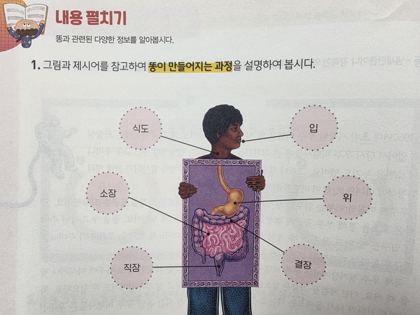 내용 펼치기
똥과 관련된 다양한 정보를 알아봅시다.
1. 그림과 제시어를 참고하여 똥이 만들어지는 과정을 설명하여 봅시다.
식도
입
소장
위
직장
결장